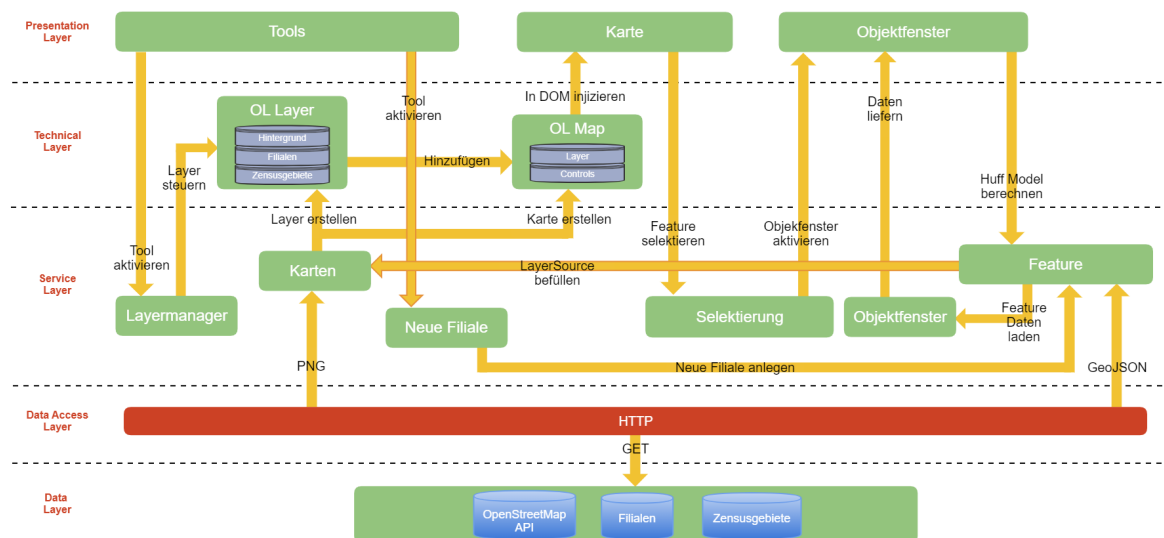 Presentation
Layer
Tools
Karte
Objektfenster
Technical
Layer
OL Layer
Hintergrund
Filialen
Zensusgebiete
Tool
aktivieren
In DOM injizieren
OL Map
Layer
Controls
Daten
liefern
Layer
steuern
Hinzufügen
Huff Model
berechnen
Service
Layer
Layer erstellen
Karte erstellen
Feature
selektieren
Objekfenster
aktivieren
Tool
aktivieren
Karten
LayerSource
befüllen
Feature
Layermanager
Neue Filiale
Selektierung
Objektfenster
Feature
Daten
laden
PNG
Neue Filiale anlegen
GeoJSON
Data Access
Layer
HTTP
GET
Data
Layer
OpenStreetMap
API
Filialen
Zensusgebiete